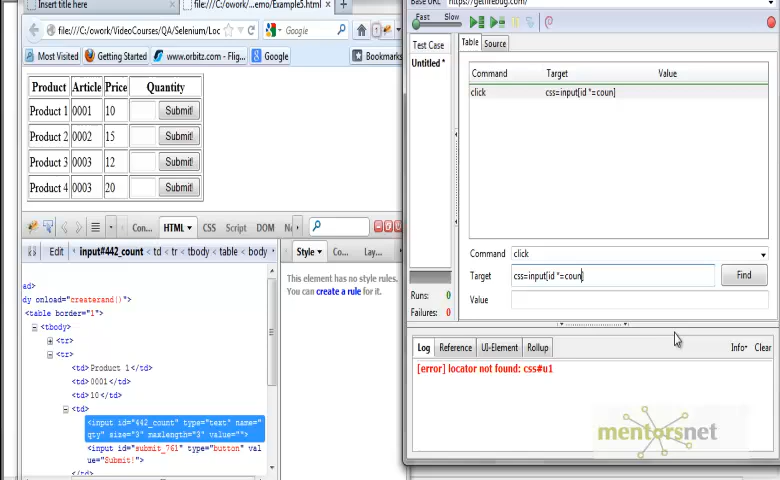 Insert title here
file:///C:/owork/...emo/Example5.html
file:///C:/owork/VideoCourses/QA/Selenium/Loc
Google
Most Visited
Getting Started
www.orbitz.com - Flig...
Google
Bookmarks
Product Article Price Quantity
Product 1 0001 10 Submit!
Product 2 0002 15 Submit!
Product 3 0003 12 Submit!
Product 4 0003 20 Submit!
Con... HTML CSS Script DOM N
Edit input#442_count < td < tr < tbody < table < body
ad>
dy onload="createrand()">
<table border="1">
<tbody>
<tr>
<tr>
<td>Product 1</td>
<td>0001</td>
<td>10</td>
<td>
<input id="442_count" type="text" name="
qty" size="3" maxlength="3" value="">
<input id="submit_761" type="button" val
ue="Submit!">
</td>
Style Co... Lay...
This element has no style rules.
You can create a rule for it.
Base URL https://getfirebug.com/
Fast Slow
Test Case
Untitled *
Table Source
Command Target Value
click css=input[id *=coun]
Command click
Target css=input[id *=coun] Find
Value
Runs: 0
Failures: 0
Log Reference UI-Element Rollup Info Clear
[error] locator not found: css#u1
mentorsnet